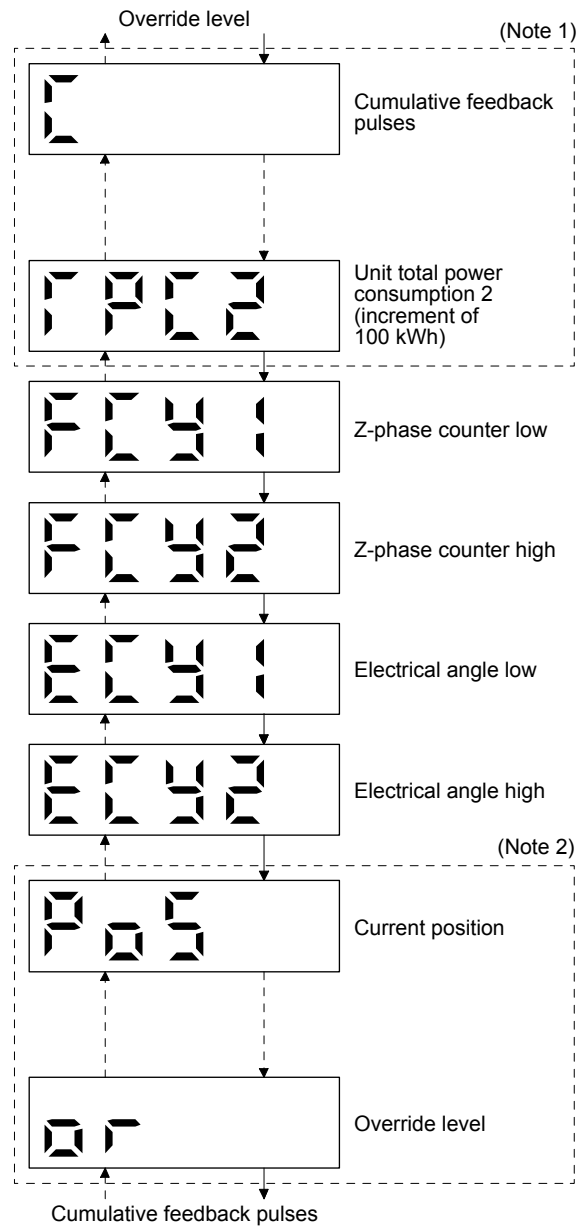 Override level
(Note 1)
C
Cumulative feedback
pulses
TPC2
Unit total power
consumption 2
(increment of
100 kWh)
FCy1
Z-phase counter low
FCy2
Z-phase counter high
ECy1
Electrical angle low
ECy2
Electrical angle high
(Note 2)
PoS
Current position
or
Override level
Cumulative feedback pulses